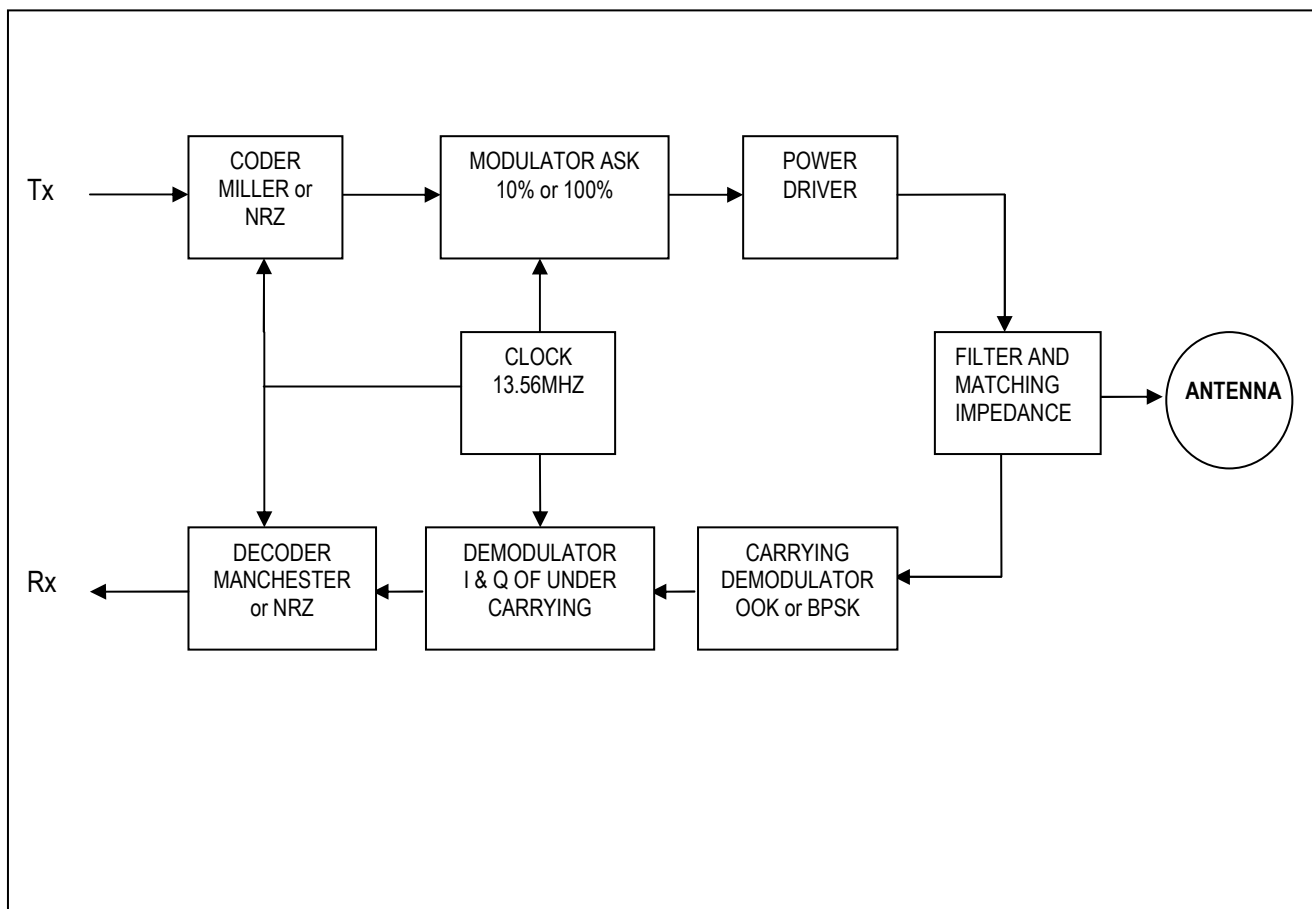 Tx
CODER
MILLER or
NRZ
MODULATOR ASK
10% or 100%
POWER
DRIVER
CLOCK
13.56MHZ
FILTER AND
MATCHING
IMPEDANCE
ANTENNA
Rx
DECODER
MANCHESTER
or NRZ
DEMODULATOR
I & Q OF UNDER
CARRYING
CARRYING
DEMODULATOR
OOK or BPSK